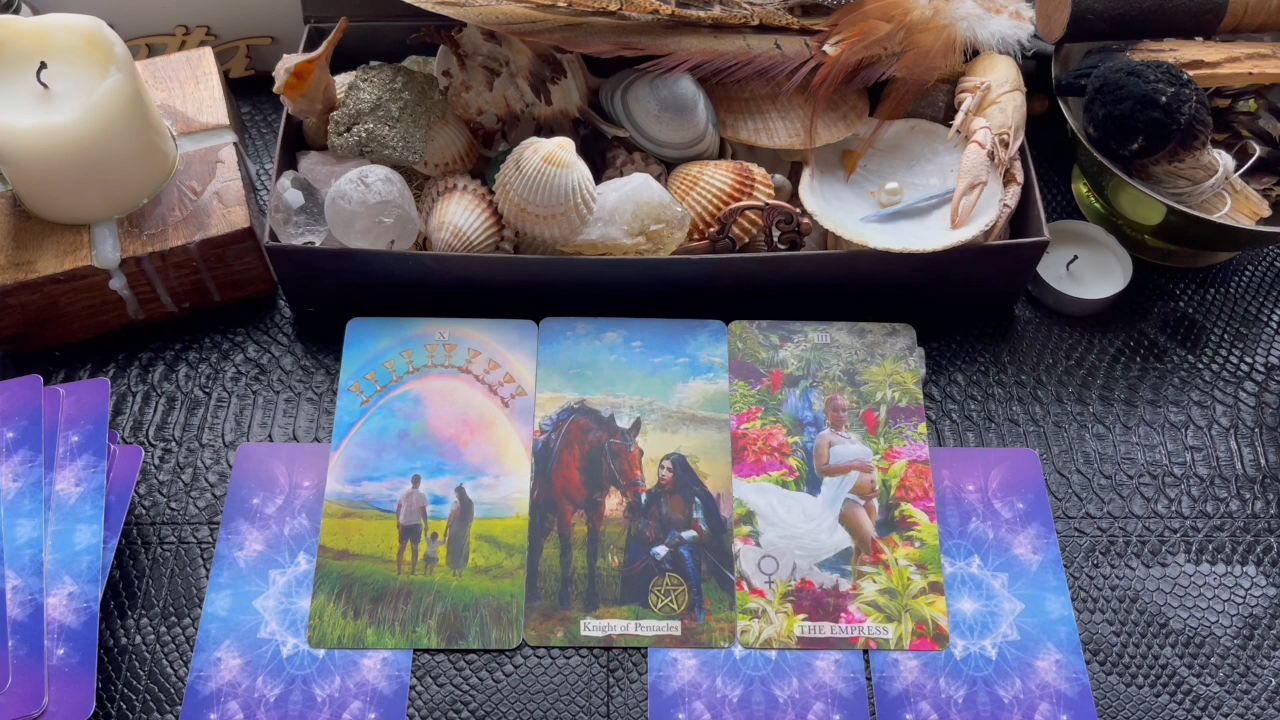 X
III
Knight of Pentacles
THE EMPRESS